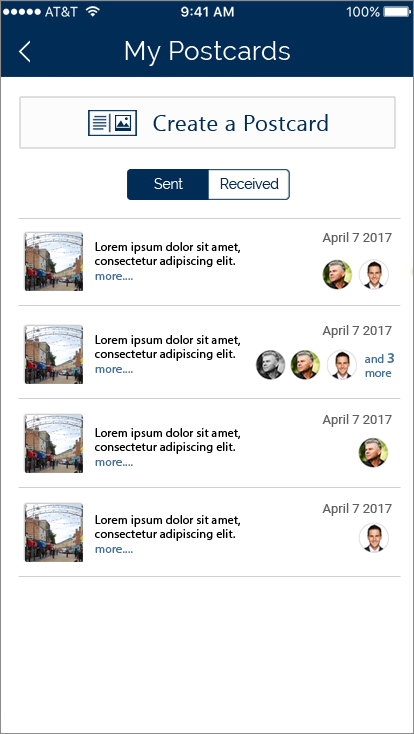 AT&T 9:41 AM 100%
My Postcards
Create a Postcard
Sent Received
April 7 2017
Lorem ipsum dolor sit amet,
consectetur adipiscing elit.
more....
April 7 2017
Lorem ipsum dolor sit amet,
consectetur adipiscing elit.
more....
and 3
more
April 7 2017
Lorem ipsum dolor sit amet,
consectetur adipiscing elit.
more....
April 7 2017
Lorem ipsum dolor sit amet,
consectetur adipiscing elit.
more....